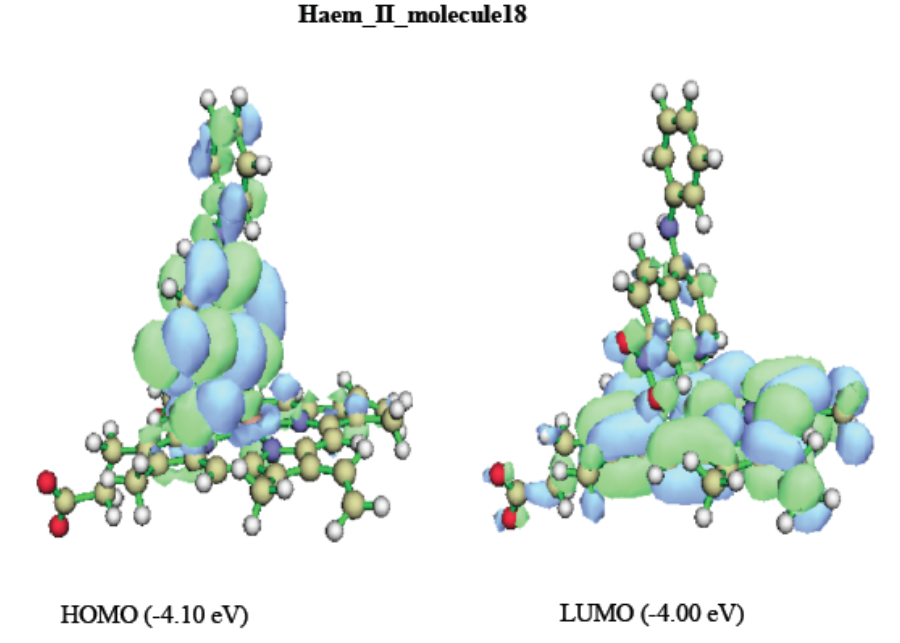 Haem_II_molecule18
HOMO (-4.10 eV)
LUMO (-4.00 eV)